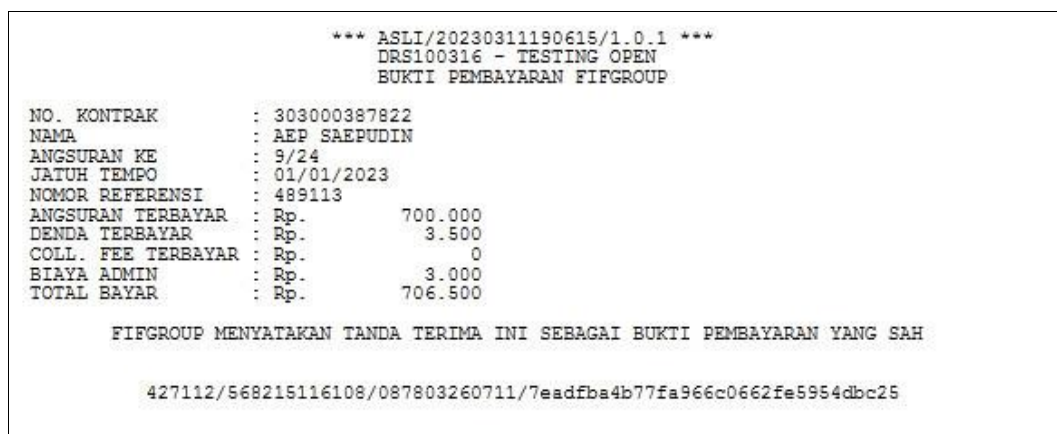 *** ASLI/20230311190615/1.0.1 ***
DRS100316 - TESTING OPEN
BUKTI PEMBAYARAN FIFGROUP
NO. KONTRAK : 303000387822
NAMA : AEP SAEPUDIN
ANGSURAN KE : 9/24
JATUH TEMPO : 01/01/2023
NOMOR REFERENSI : 489113
ANGSURAN TERBAYAR : Rp. 700.000
DENDA TERBAYAR : Rp. 3.500
COLL. FEE TERBAYAR : Rp. 0
BIAYA ADMIN : Rp. 3.000
TOTAL BAYAR : Rp. 706.500
FIFGROUP MENYATAKAN TANDA TERIMA INI SEBAGAI BUKTI PEMBAYARAN YANG SAH
427112/568215116108/087803260711/7eadfba4b77fa966c0662fe5954dbc25